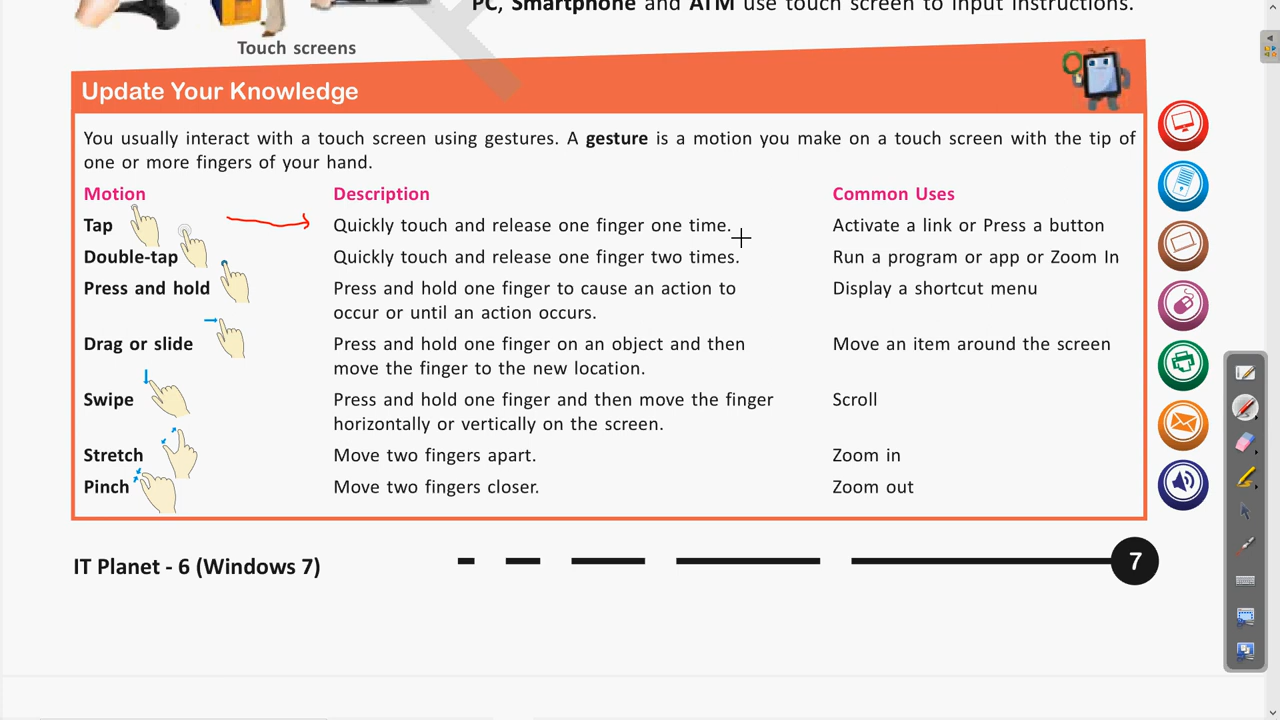 PC, Smartphone and ATM use touch screen to input instructions.
Touch screens
Update Your Knowledge
You usually interact with a touch screen using gestures. A gesture is a motion you make on a touch screen with the tip of
one or more fingers of your hand.
Motion Description Common Uses
Tap Quickly touch and release one finger one time. Activate a link or Press a button
Double-tap Quickly touch and release one finger two times. Run a program or app or Zoom In
Press and hold Press and hold one finger to cause an action to Display a shortcut menu
occur or until an action occurs.
Drag or slide Press and hold one finger on an object and then Move an item around the screen
move the finger to the new location.
Swipe Press and hold one finger and then move the finger Scroll
horizontally or vertically on the screen.
Stretch Move two fingers apart. Zoom in
Pinch Move two fingers closer. Zoom out
IT Planet - 6 (Windows 7) 7